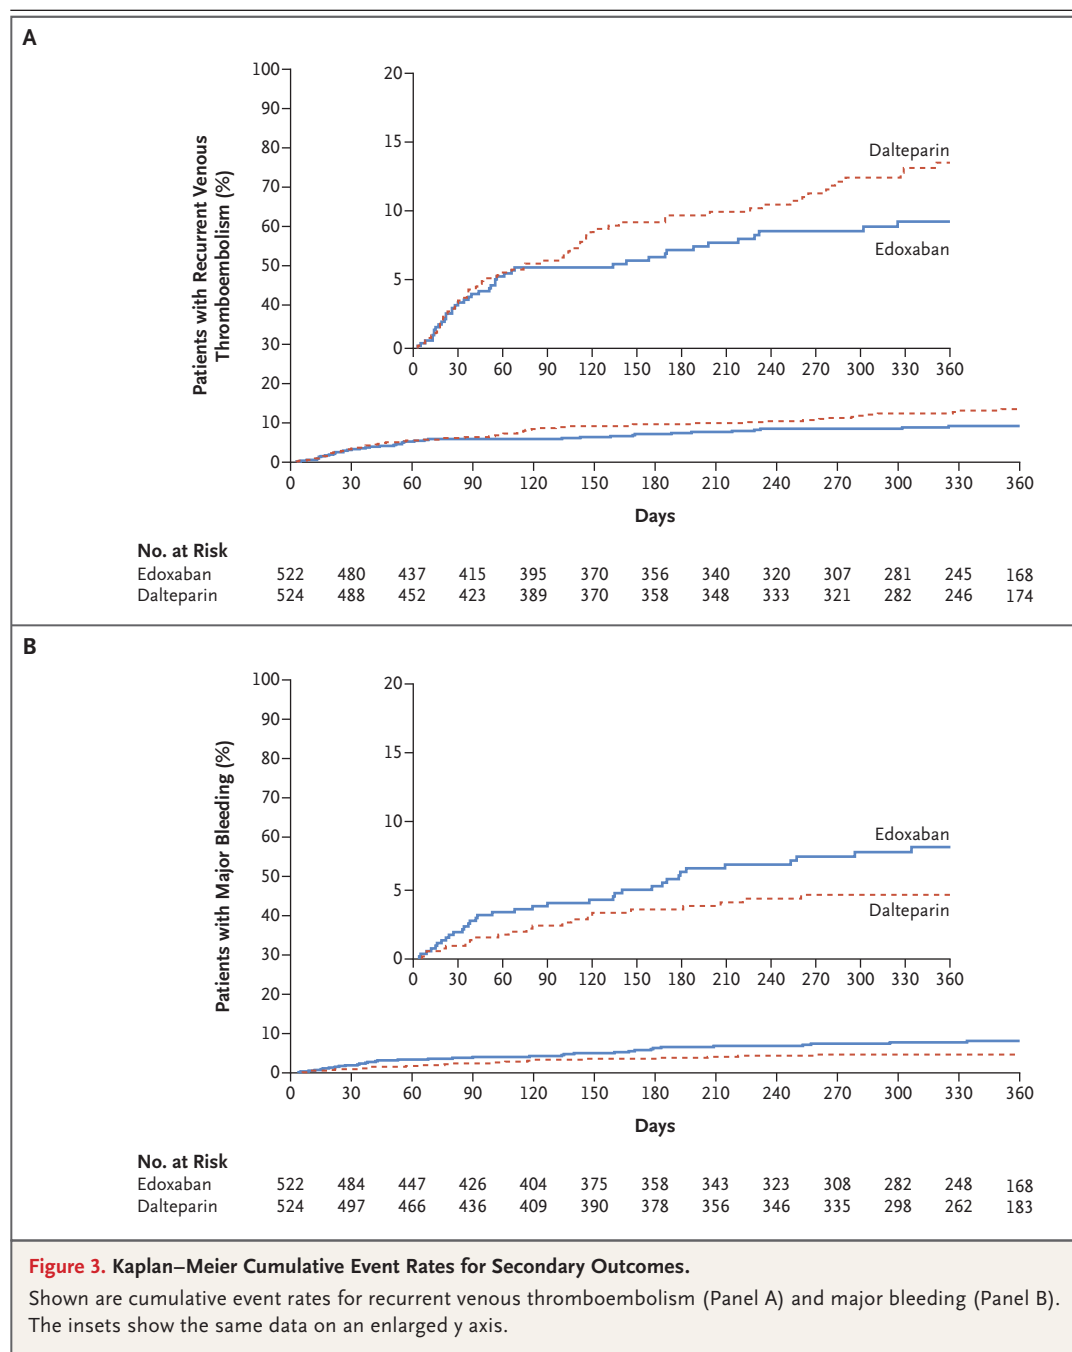 A
100
90
80
70
60
50
40
30
20
10
0
Patients with Recurrent Venous
Thromboembolism (%)
20
15
10
5
0
Dalteparin
Edoxaban
0 30 60 90 120 150 180 210 240 270 300 330 360
0 30 60 90 120 150 180 210 240 270 300 330 360
Days
No. at Risk
Edoxaban 522 480 437 415 395 370 356 340 320 307 281 245 168
Dalteparin 524 488 452 423 389 370 358 348 333 321 282 246 174
B
100
90
80
70
60
50
40
30
20
10
0
Patients with Major Bleeding (%)
20
15
10
5
0
Edoxaban
Dalteparin
0 30 60 90 120 150 180 210 240 270 300 330 360
0 30 60 90 120 150 180 210 240 270 300 330 360
Days
No. at Risk
Edoxaban 522 484 447 426 404 375 358 343 323 308 282 248 168
Dalteparin 524 497 466 436 409 390 378 356 346 335 298 262 183
Figure 3. Kaplan–Meier Cumulative Event Rates for Secondary Outcomes.
Shown are cumulative event rates for recurrent venous thromboembolism (Panel A) and major bleeding (Panel B).
The insets show the same data on an enlarged y axis.